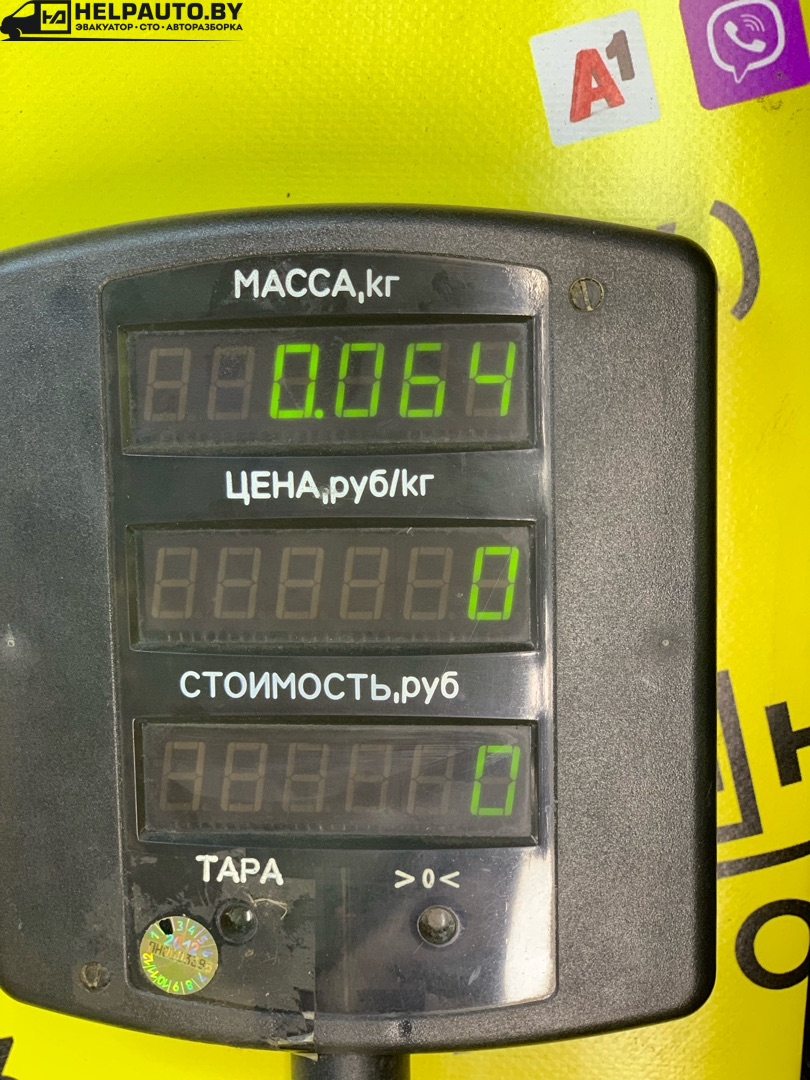 HELPAUTO.BY
ЭВАКУАТОР • СТО • АВТОРАЗБОРКА
A1
МАССА,кг
0.064
ЦЕНА,руб/кг
0
СТОИМОСТЬ,руб
0
ТАРА
>0<